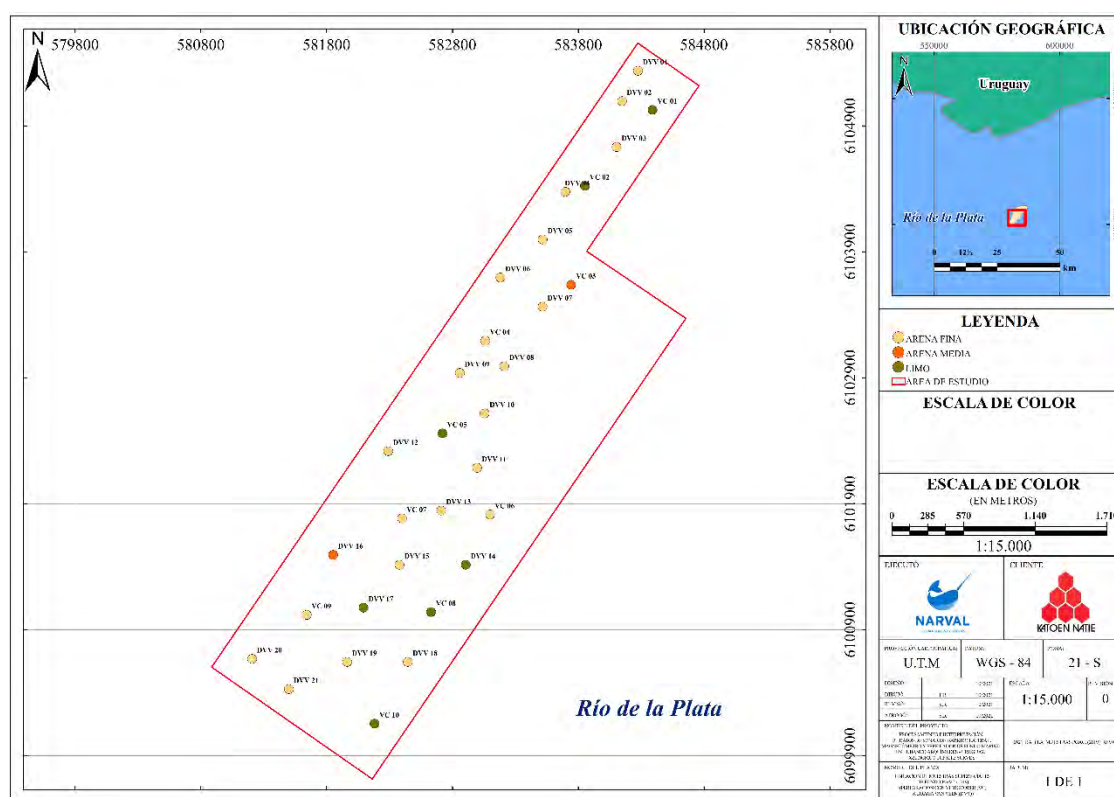 N
579800 580800 581800 582800 583800 584800 585800
6104900
6103900
6102900
6101900
6100900
6099900
DVV 01
DVV 02
VC 01
DVV 03
VC 02
DVV 05
DVV 06
VC 03
DVV 07
VC 04
DVV 09
DVV 08
DVV 10
VC 05
DVV 12
DVV 11
DVV 13
VC 06
VC 07
DVV 16
DVV 15
DVV 14
DVV 17
VC 08
VC 09
DVV 20
DVV 19
DVV 18
DVV 21
VC 10
Río de la Plata
UBICACIÓN GEOGRÁFICA
550000 600000
N
Uruguay
Río de la Plata
0 12½ 25 50
km
LEYENDA
ARENA FINA
ARENA MEDIA
LIMO
AREA DE ESTUDIO
ESCALA DE COLOR
ESCALA DE COLOR
(EN METROS)
0 285 570 1.140 1.710
1:15.000
EJECUTÓ
CLIENTE
NARVAL
KATOEN NATIE
U.T.M
WGS - 84
21 - S
1:15.000
0
1 DE 1